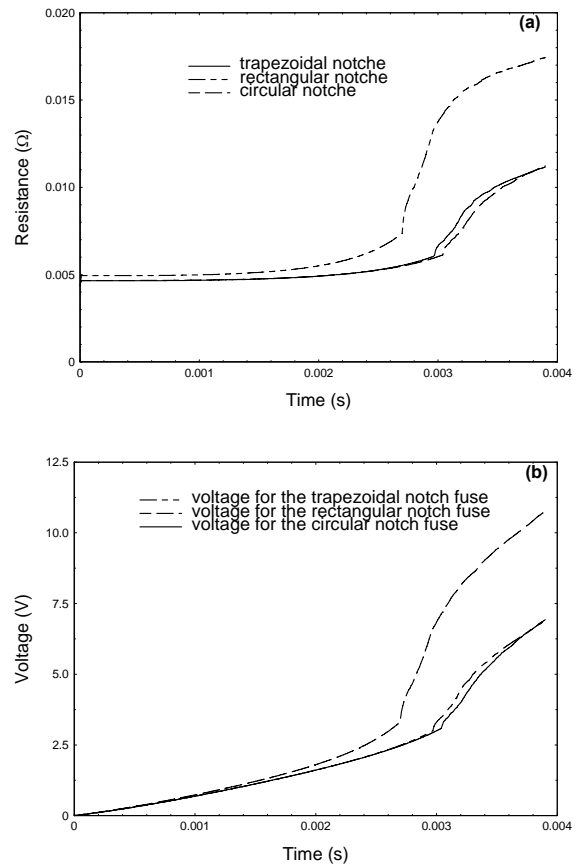 (a)
0.020
trapezoidal notche
rectangular notche
circular notche
0.015
0.010
0.005
0
Resistance (Ω)
0 0.001 0.002 0.003 0.004
Time (s)
(b)
12.5
voltage for the trapezoidal notch fuse
voltage for the rectangular notch fuse
voltage for the circular notch fuse
10.0
7.5
5.0
2.5
0
Voltage (V)
0 0.001 0.002 0.003 0.004
Time (s)